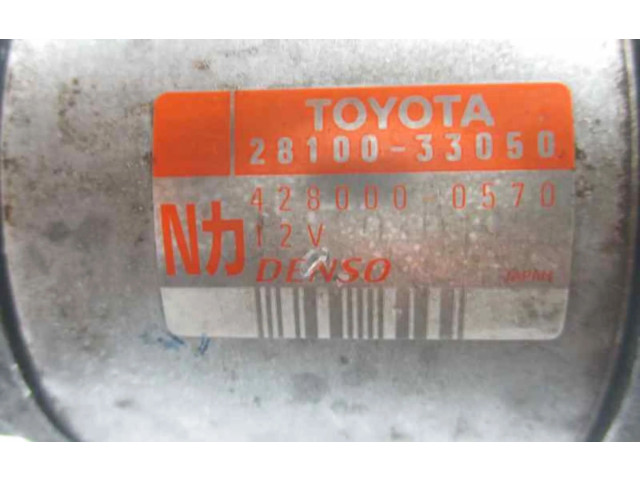 TOYOTA
28100-33050
428000-0570
Nカ
12V
DENSO
JAPAN